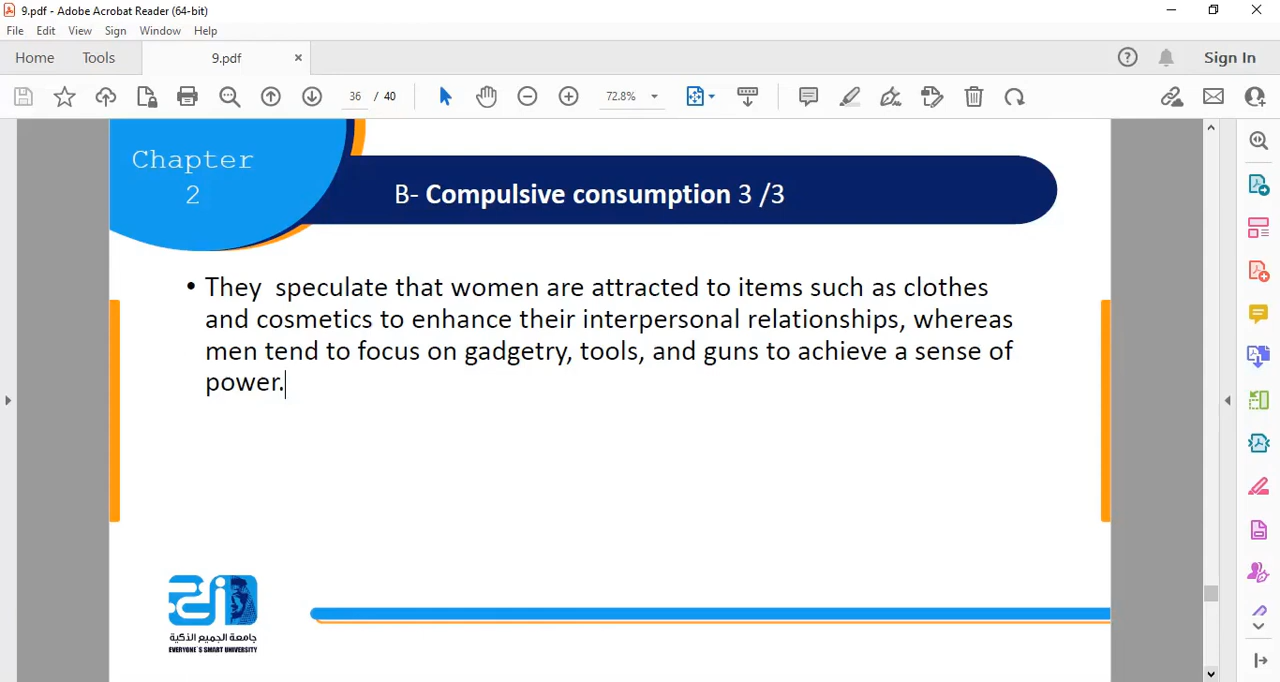 9.pdf - Adobe Acrobat Reader (64-bit)
File Edit View Sign Window Help
Home Tools 9.pdf × Sign In
36 / 40 72.8%
Chapter
2
B- Compulsive consumption 3 /3
• They speculate that women are attracted to items such as clothes
and cosmetics to enhance their interpersonal relationships, whereas
men tend to focus on gadgetry, tools, and guns to achieve a sense of
power.
جامعة الجميع الذكية
EVERYONE'S SMART UNIVERSITY